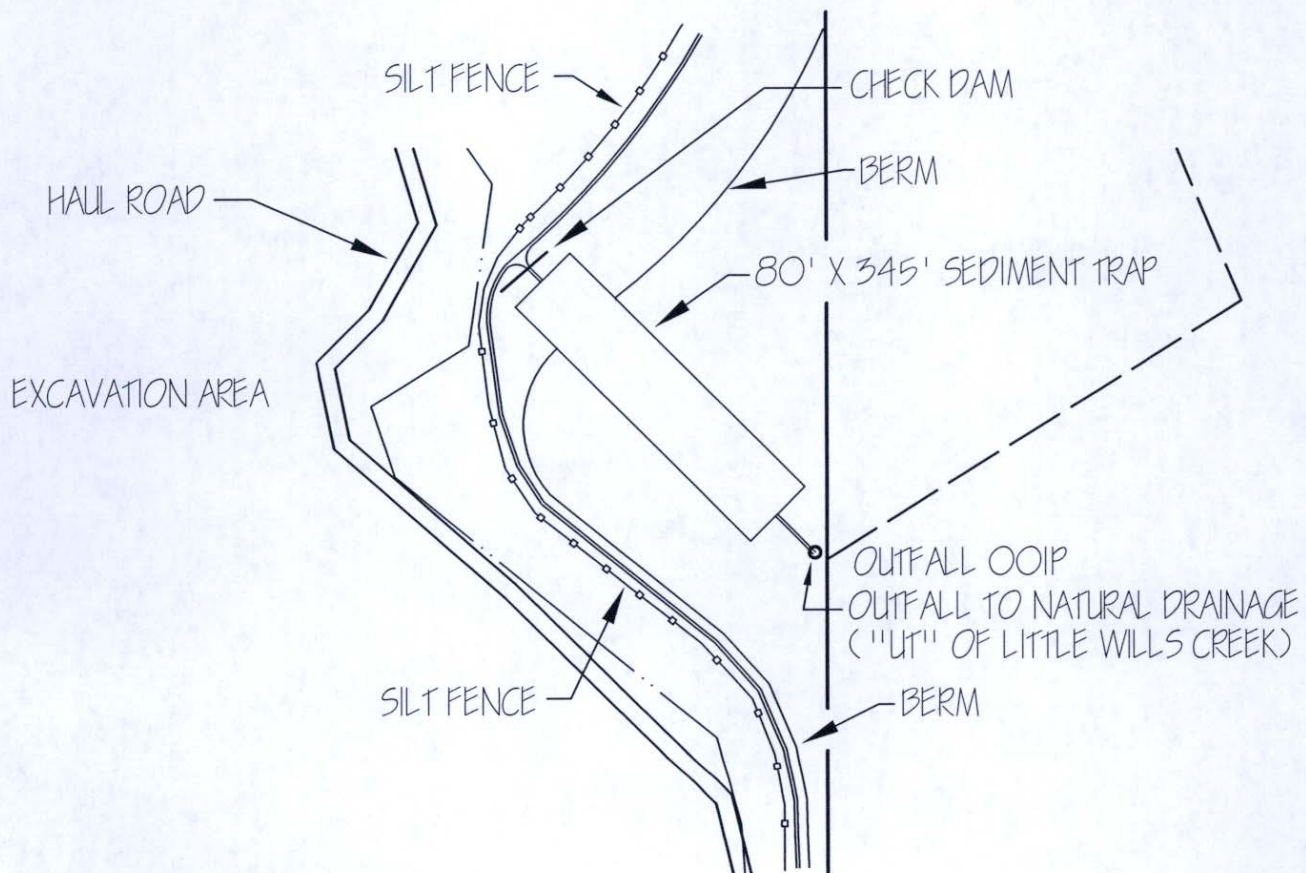 SILT FENCE
CHECK DAM
BERM
HAUL ROAD
80' X 345' SEDIMENT TRAP
EXCAVATION AREA
OUTFALL 001P
OUTFALL TO NATURAL DRAINAGE
( "UT" OF LITTLE WILLS CREEK)
SILT FENCE
BERM